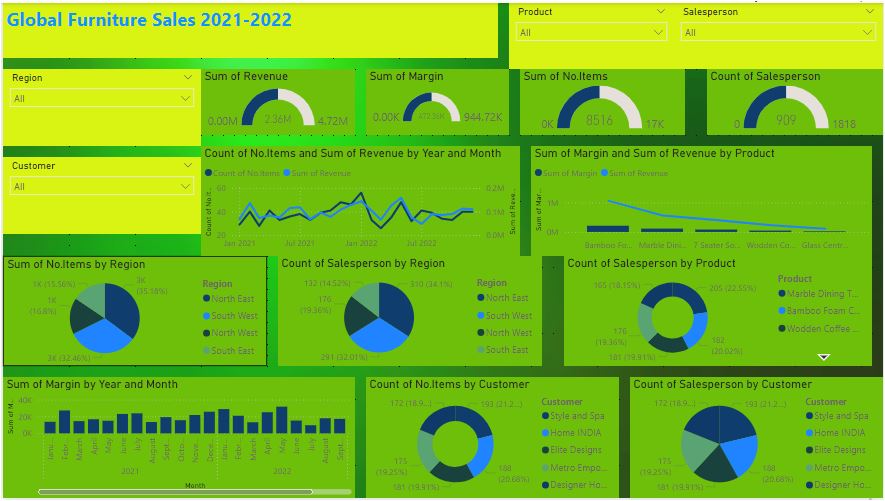 Global Furniture Sales 2021-2022
Product
All
Salesperson
All
Region
All
Customer
All
Sum of Revenue
0.00M
2.36M
4.72M
Sum of Margin
0.00K
472.36K
944.72K
Sum of No.Items
0K
8516
17K
Count of Salesperson
0
909
1818
Count of No.Items and Sum of Revenue by Year and Month
Count of No.Items
Sum of Revenue
Count of No.It...
60
40
20
0.2M
0.1M
0.0M
Sum of Reve...
Jan 2021
Jul 2021
Jan 2022
Jul 2022
Sum of Margin and Sum of Revenue by Product
Sum of Margin
Sum of Revenue
Sum of Mar...
1M
0M
Bamboo Fo...
Marble Dini...
7 Seater So...
Wooden Co...
Glass Centr...
Sum of No.Items by Region
1K (15.56%)
3K
(35.18%)
1K
(16.8%)
3K (32.46%)
Region
North East
South West
North West
South East
Count of Salesperson by Region
132 (14.52%)
310 (34.1%)
176
(19.36%)
291 (32.01%)
Region
North East
South West
North West
South East
Count of Salesperson by Product
165 (18.15%)
205 (22.55%)
176
(19.36%)
182
(20.02%)
181 (19.91%)
Product
Marble Dining T...
Bamboo Foam C...
Wooden Coffee ...
Sum of Margin by Year and Month
Sum of M...
40K
20K
0K
Janu...
Febr...
March
April
May
June
July
August
Sept...
Octo...
Nove...
Dece...
Janu...
Febr...
March
April
May
June
July
August
Sept...
2021
2022
Month
Count of No.Items by Customer
172 (18.9...)
193 (21.2...)
175
(19.25%)
188
(20.68%)
181 (19.91%)
Customer
Style and Spa
Home INDIA
Elite Designs
Metro Empo...
Designer Ho...
Count of Salesperson by Customer
172 (18.9...)
193 (21.2...)
175
(19.25%)
188
(20.68%)
181 (19.91%)
Customer
Style and Spa
Home INDIA
Elite Designs
Metro Empo...
Designer Ho...